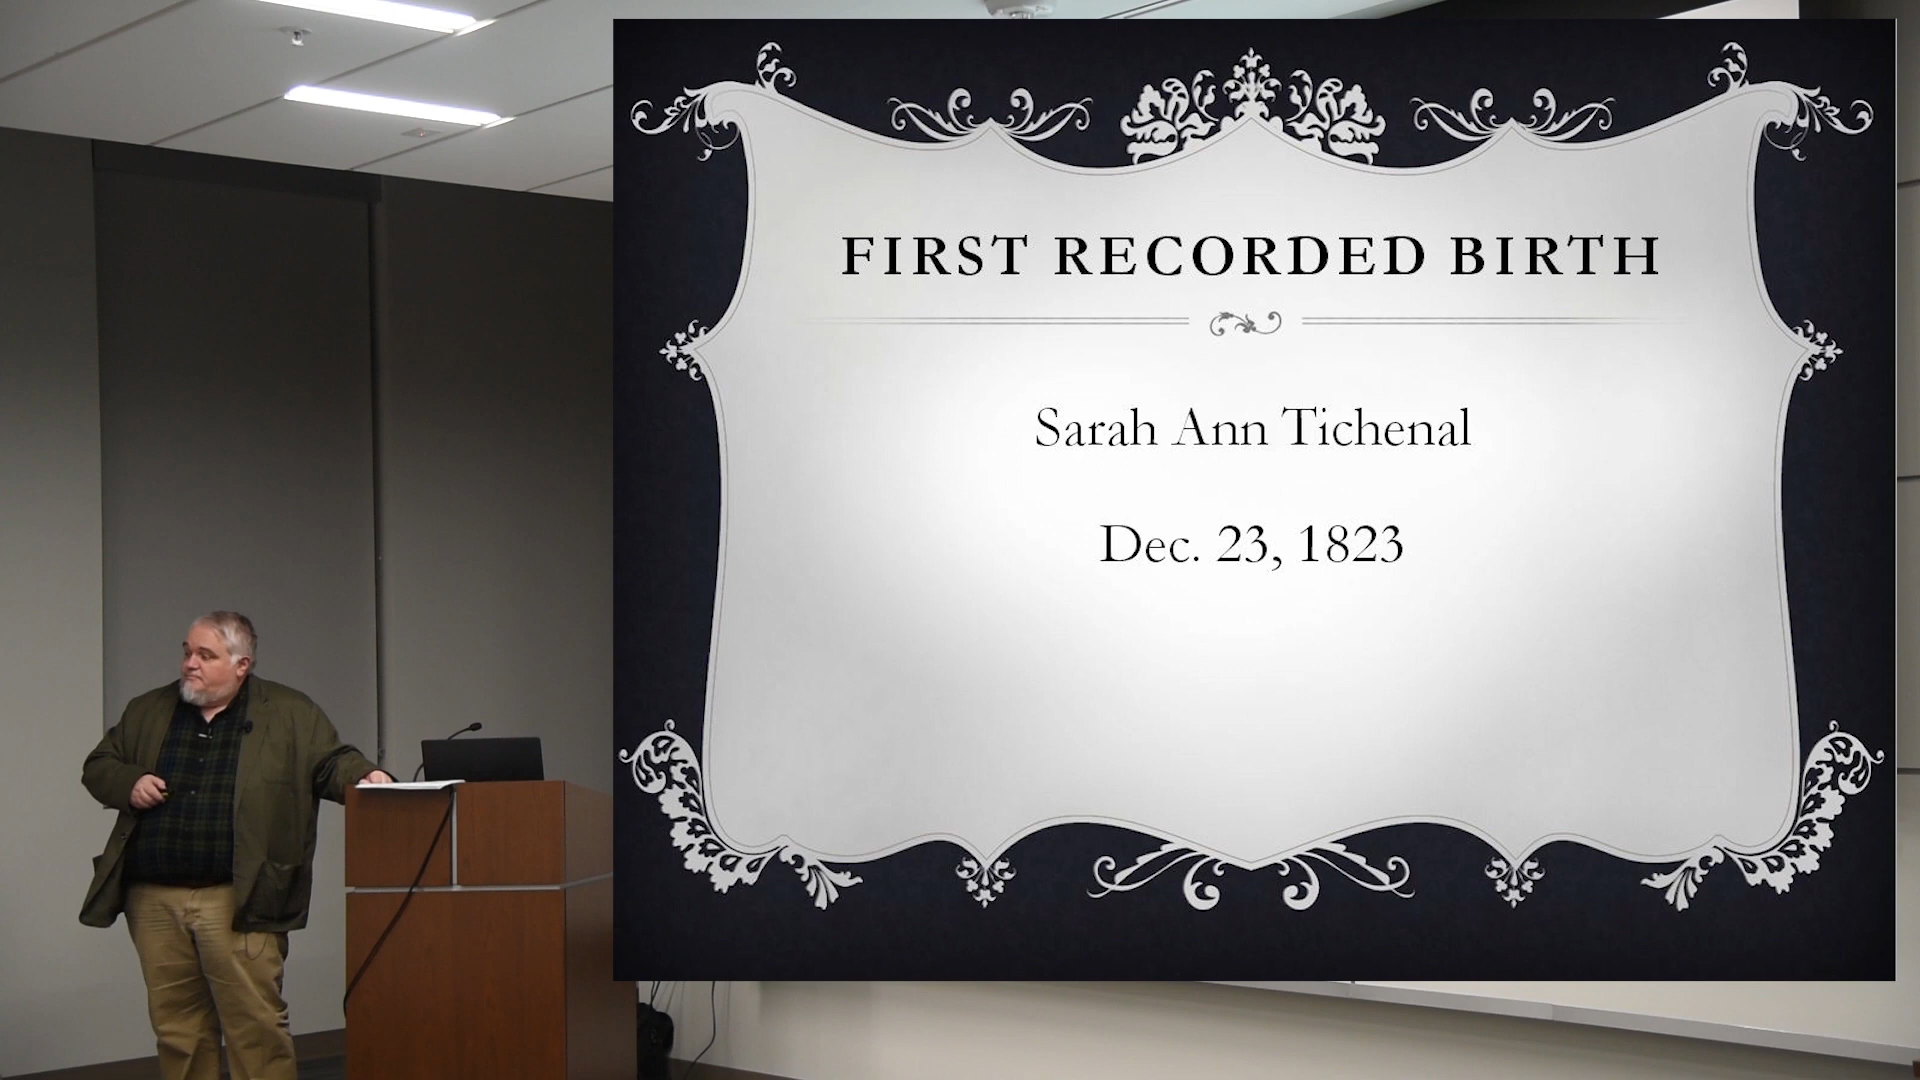 FIRST RECORDED BIRTH
Sarah Ann Tichenal
Dec. 23, 1823